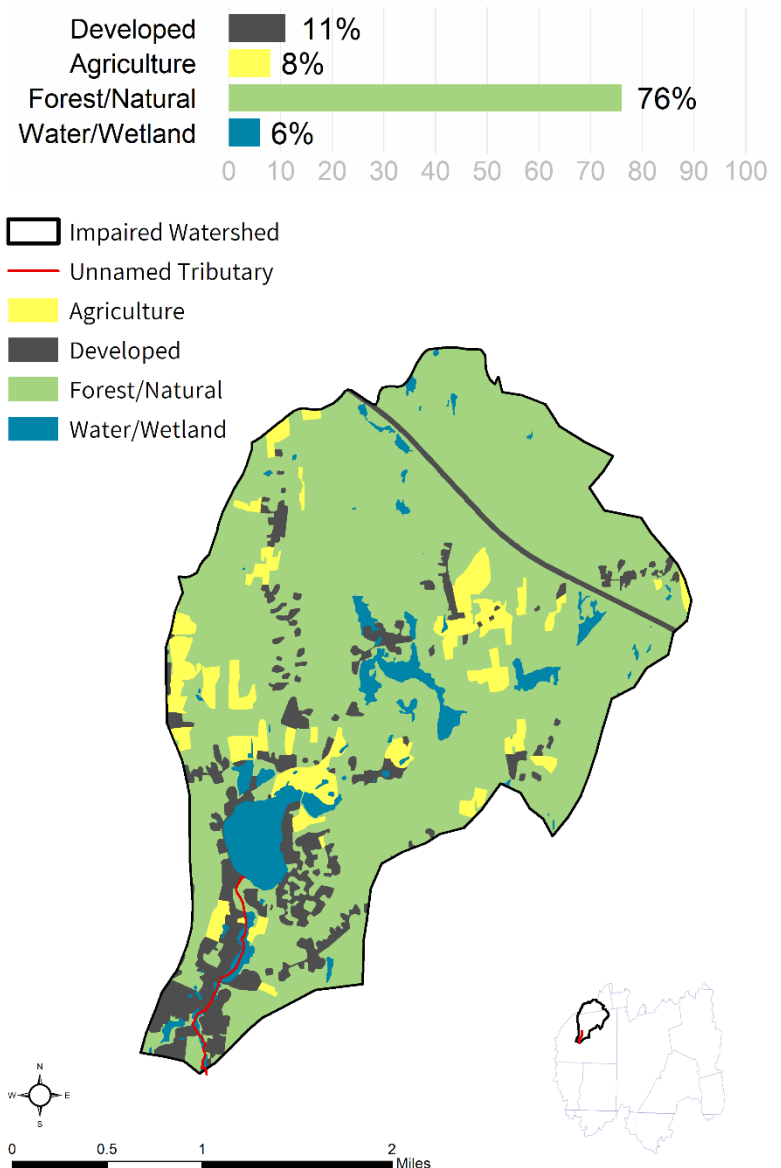 Developed 11%
Agriculture 8%
Forest/Natural 76%
Water/Wetland 6%
0 10 20 30 40 50 60 70 80 90 100
Impaired Watershed
Unnamed Tributary
Agriculture
Developed
Forest/Natural
Water/Wetland
N
W E
S
0 0.5 1 2
Miles